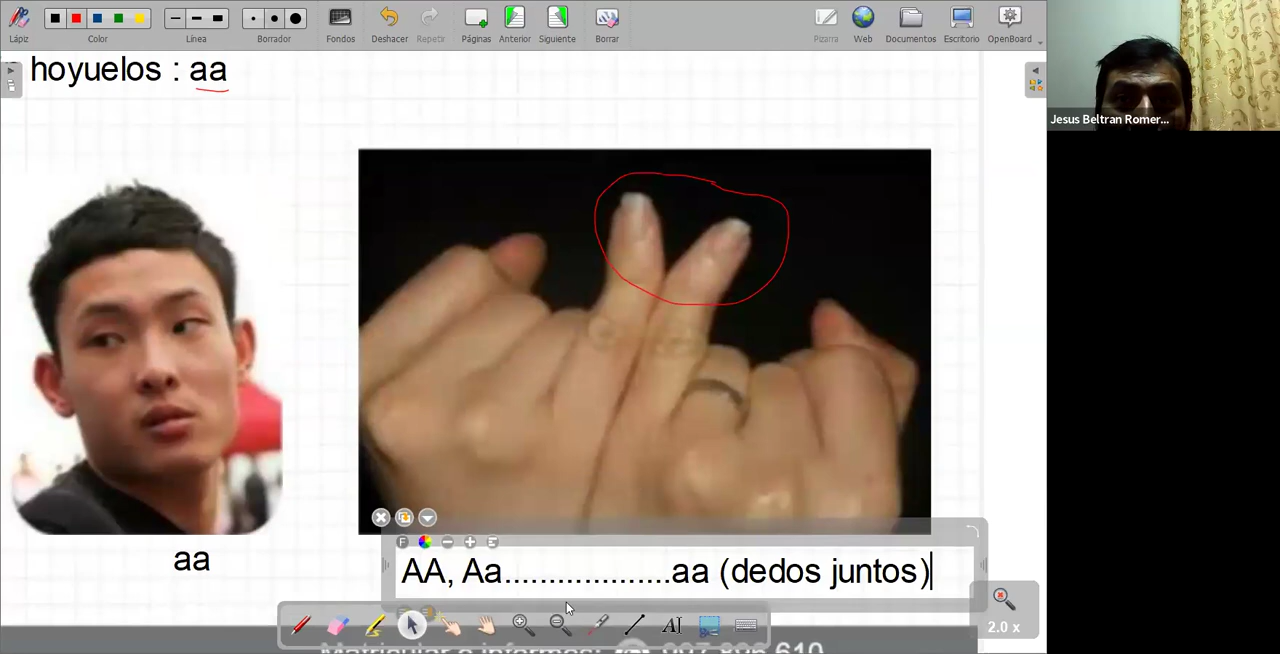 Lápiz
Color
Línea
Borrador
Fondos
Deshacer
Repetir
Páginas
Anterior
Siguiente
Borrar
Pizarra
Web
Documentos
Escritorio
OpenBoard
hoyuelos : aa
Jesus Beltran Romer...
aa
AA, Aa...................aa (dedos juntos)
2.0 x